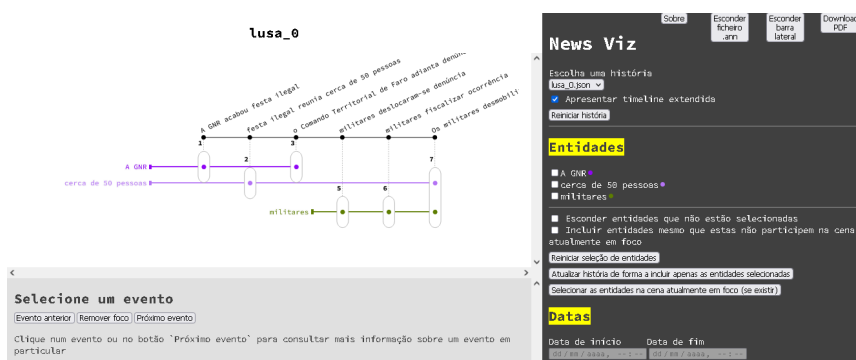 lusa_0
A GNR acabou festa ilegal
festa ilegal reunia cerca de 50 pessoas
o Comando Territorial de Faro adianta denúnc
militares deslocaram-se denúncia
militares fiscalizar ocorrência
Os militares desmobili
1
2
3
7
A GNR
cerca de 50 pessoas
5
6
militares
Selecione um evento
Evento anterior
Remover foco
Próximo evento
Clique num evento ou no botão `Próximo evento` para consultar mais informação sobre um evento em
particular
Sobre
Esconder
ficheiro
.ann
Esconder
barra
lateral
Download
PDF
News Viz
Escolha uma história
lusa_0.json
Apresentar timeline extendida
Reiniciar história
Entidades
A GNR
cerca de 50 pessoas
militares
Esconder entidades que não estão selecionadas
Incluir entidades mesmo que estas não participem na cena
atualmente em foco
Reiniciar seleção de entidades
Atualizar história de forma a incluir apenas as entidades selecionadas
Selecionar as entidades na cena atualmente em foco (se existir)
Datas
Data de início Data de fim
dd/mm/aaaa, --:-- dd/mm/aaaa, --:--